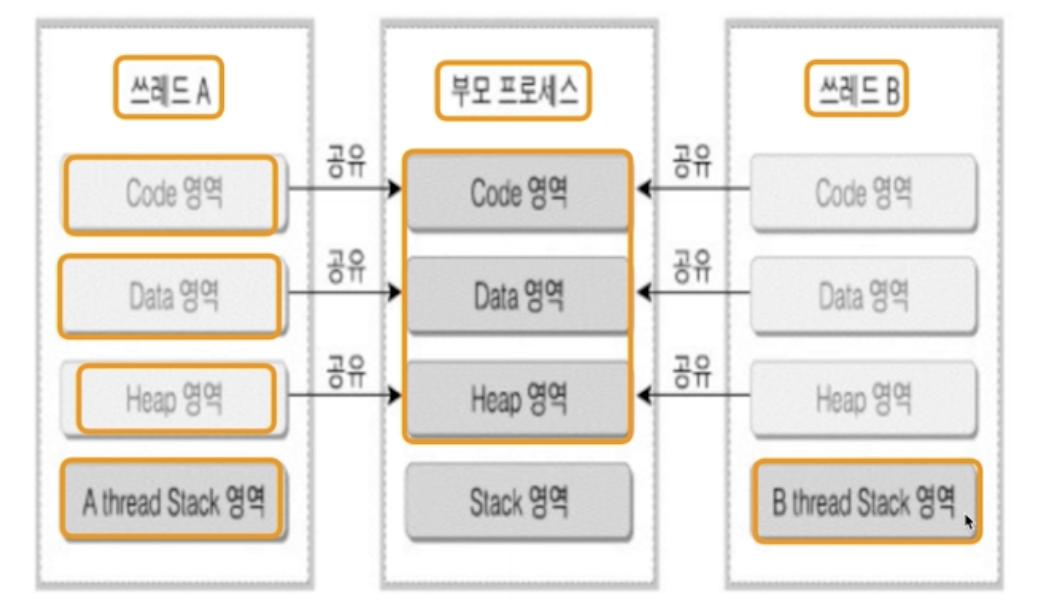 쓰레드 A
부모 프로세스
쓰레드 B
Code 영역
공유
Code 영역
공유
Code 영역
Data 영역
공유
Data 영역
공유
Data 영역
Heap 영역
공유
Heap 영역
공유
Heap 영역
A thread Stack 영역
Stack 영역
B thread Stack 영역